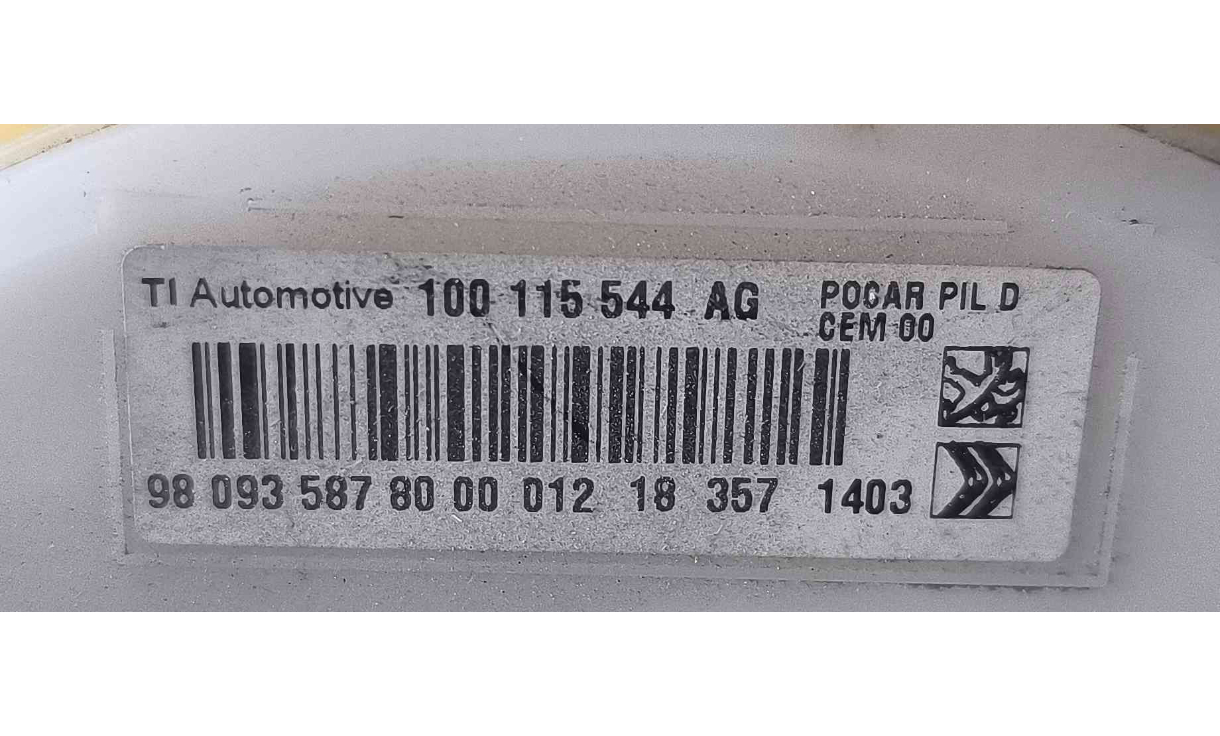 TI Automotive 100 115 544 AG POCAR PIL D
CEM 00
98 093 587 80 00 012 18 357 1403